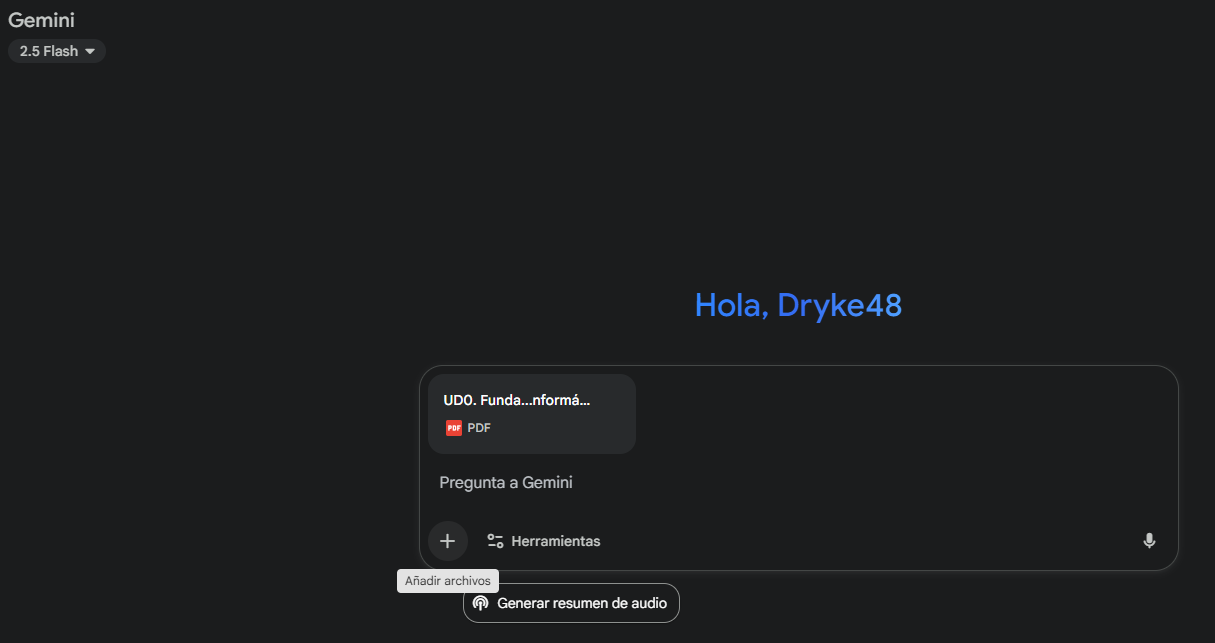 Gemini
2.5 Flash
Hola, Dryke48
UD0. Funda...nformá...
PDF
PDF
Pregunta a Gemini
Herramientas
Añadir archivos
Generar resumen de audio